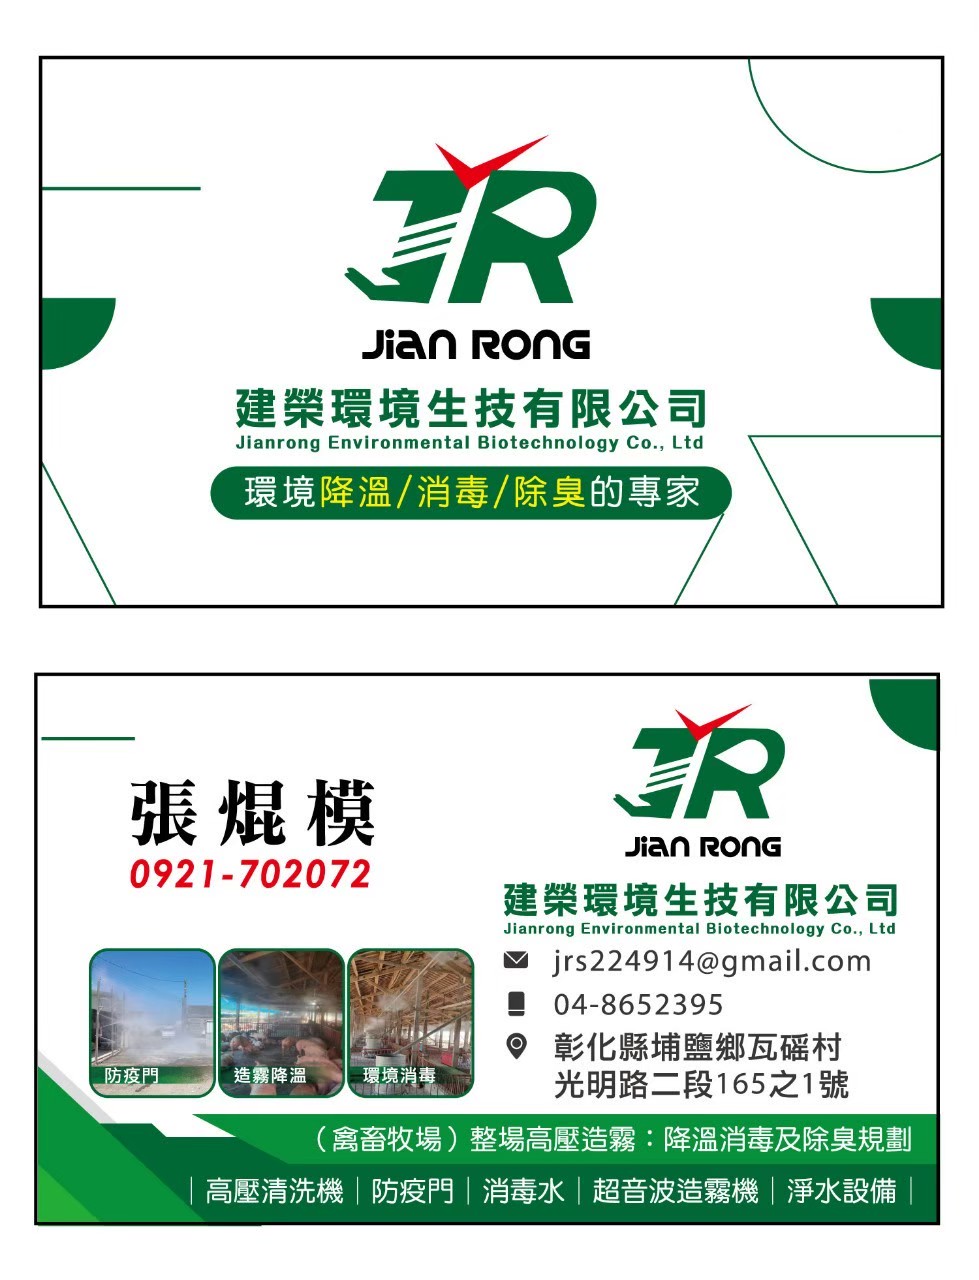 JR
Jian RONG
建榮環境生技有限公司
Jianrong Environmental Biotechnology Co., Ltd
環境降溫/消毒/除臭的專家
張焜模
0921-702072
防疫門
造霧降溫
環境消毒
JR
Jian RONG
建榮環境生技有限公司
Jianrong Environmental Biotechnology Co., Ltd
jrs224914@gmail.com
04-8652395
彰化縣埔鹽鄉瓦磘村
光明路二段165之1號
（禽畜牧場）整場高壓造霧：降溫消毒及除臭規劃
｜高壓清洗機｜防疫門｜消毒水｜超音波造霧機｜淨水設備｜